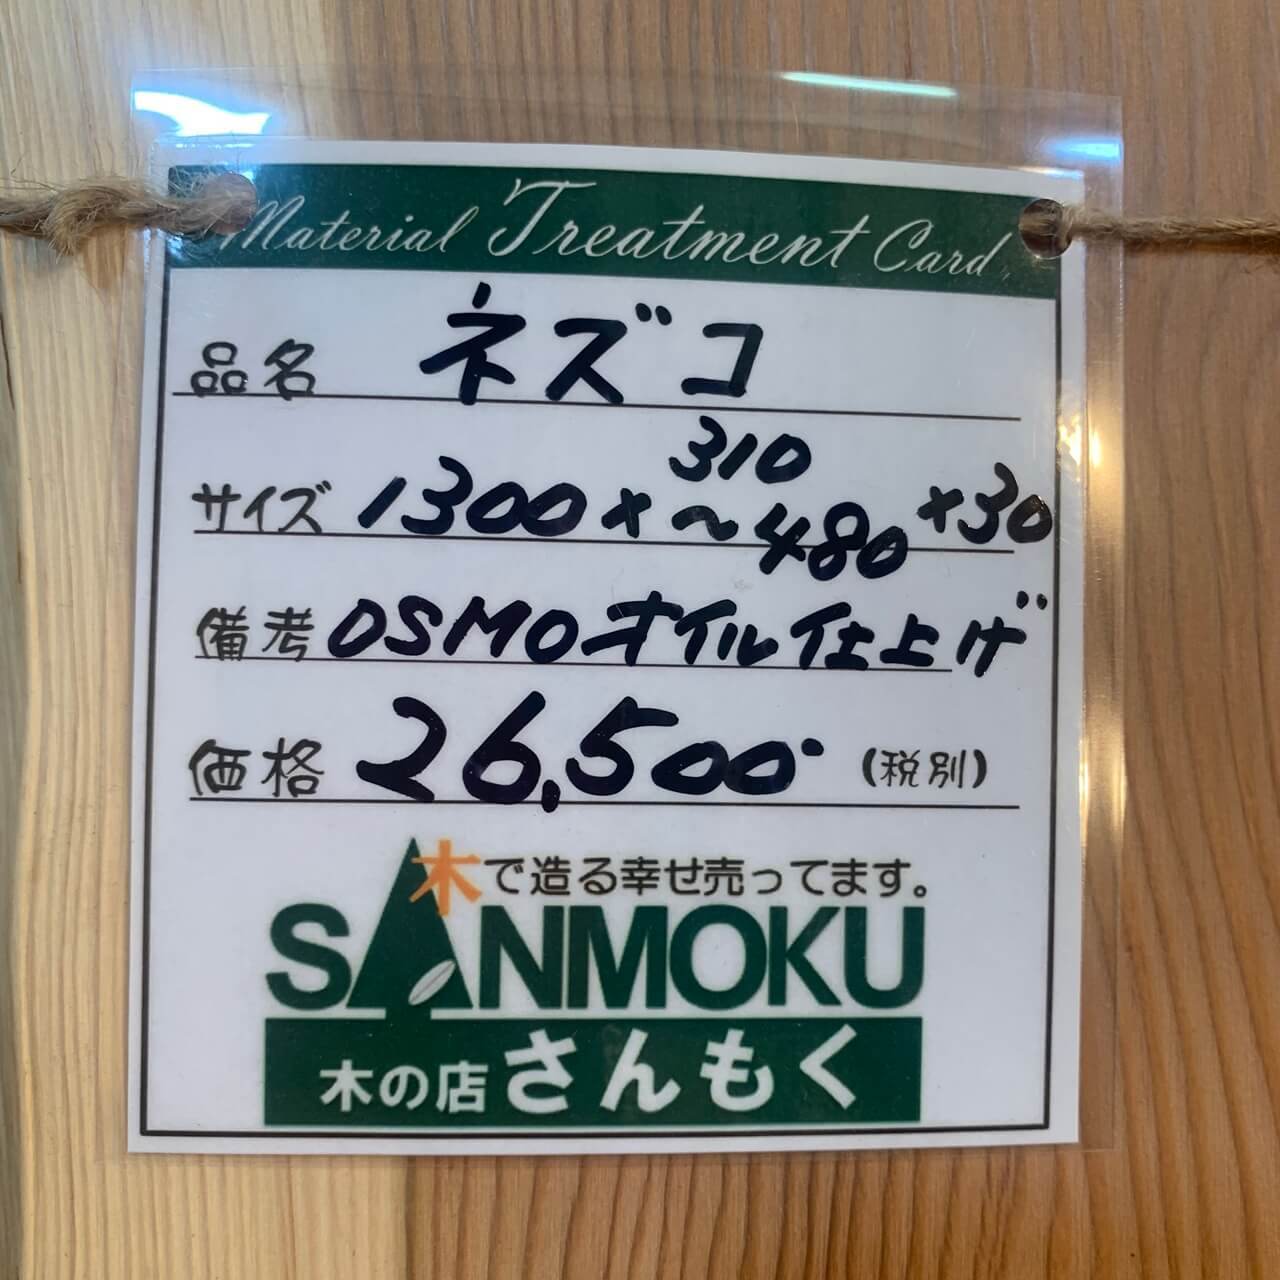 Material Treatment Card
品名 ネズコ
サイズ 1300×310～480×30
備考 OSMOオイル仕上げ
価格 26,500- (税別)
木で造る幸せ売ってます。
SANMOKU
木の店 さんもく